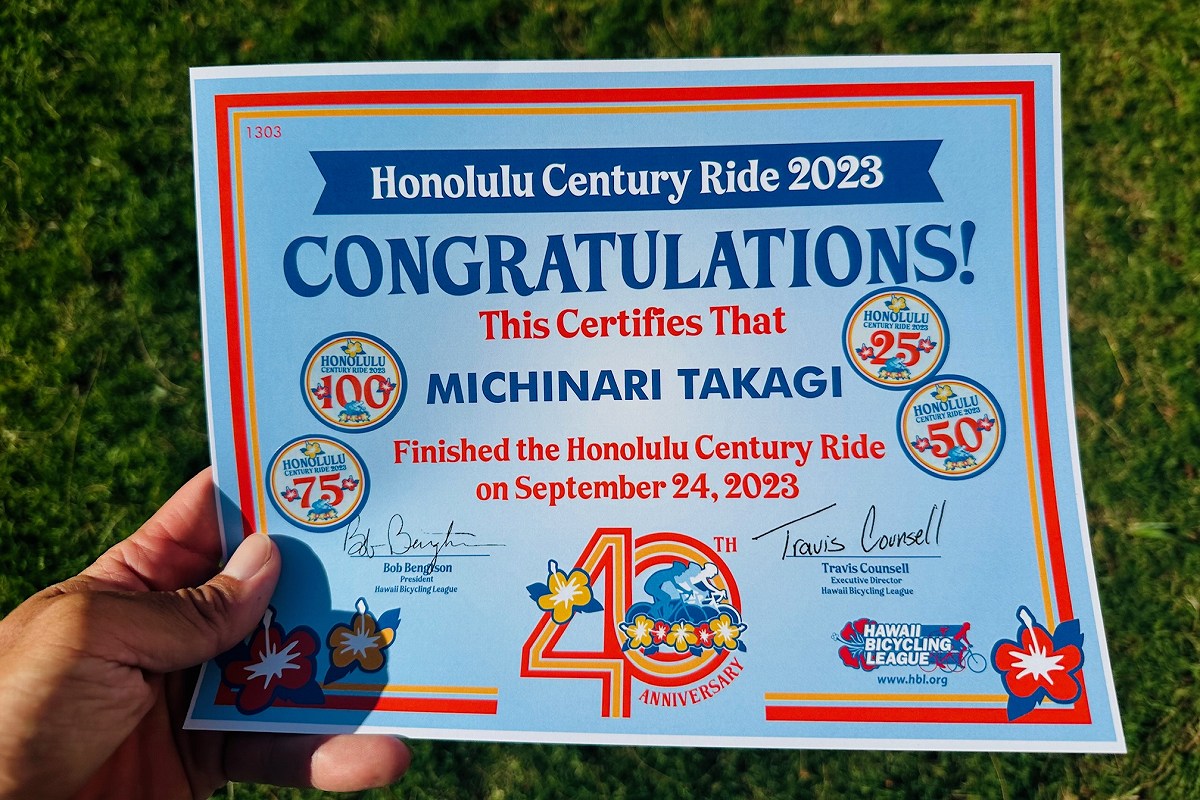 1303
Honolulu Century Ride 2023
CONGRATULATIONS!
This Certifies That
MICHINARI TAKAGI
HONOLULU
CENTURY RIDE 2023
100
HONOLULU
CENTURY RIDE 2023
25
HONOLULU
CENTURY RIDE 2023
75
HONOLULU
CENTURY RIDE 2023
50
Finished the Honolulu Century Ride
on September 24, 2023
Bob Bengtson
Bob Bengtson
President
Hawaii Bicycling League
40TH
ANNIVERSARY
Travis Counsell
Travis Counsell
Executive Director
Hawaii Bicycling League
HAWAII
BICYCLING
LEAGUE
www.hbl.org